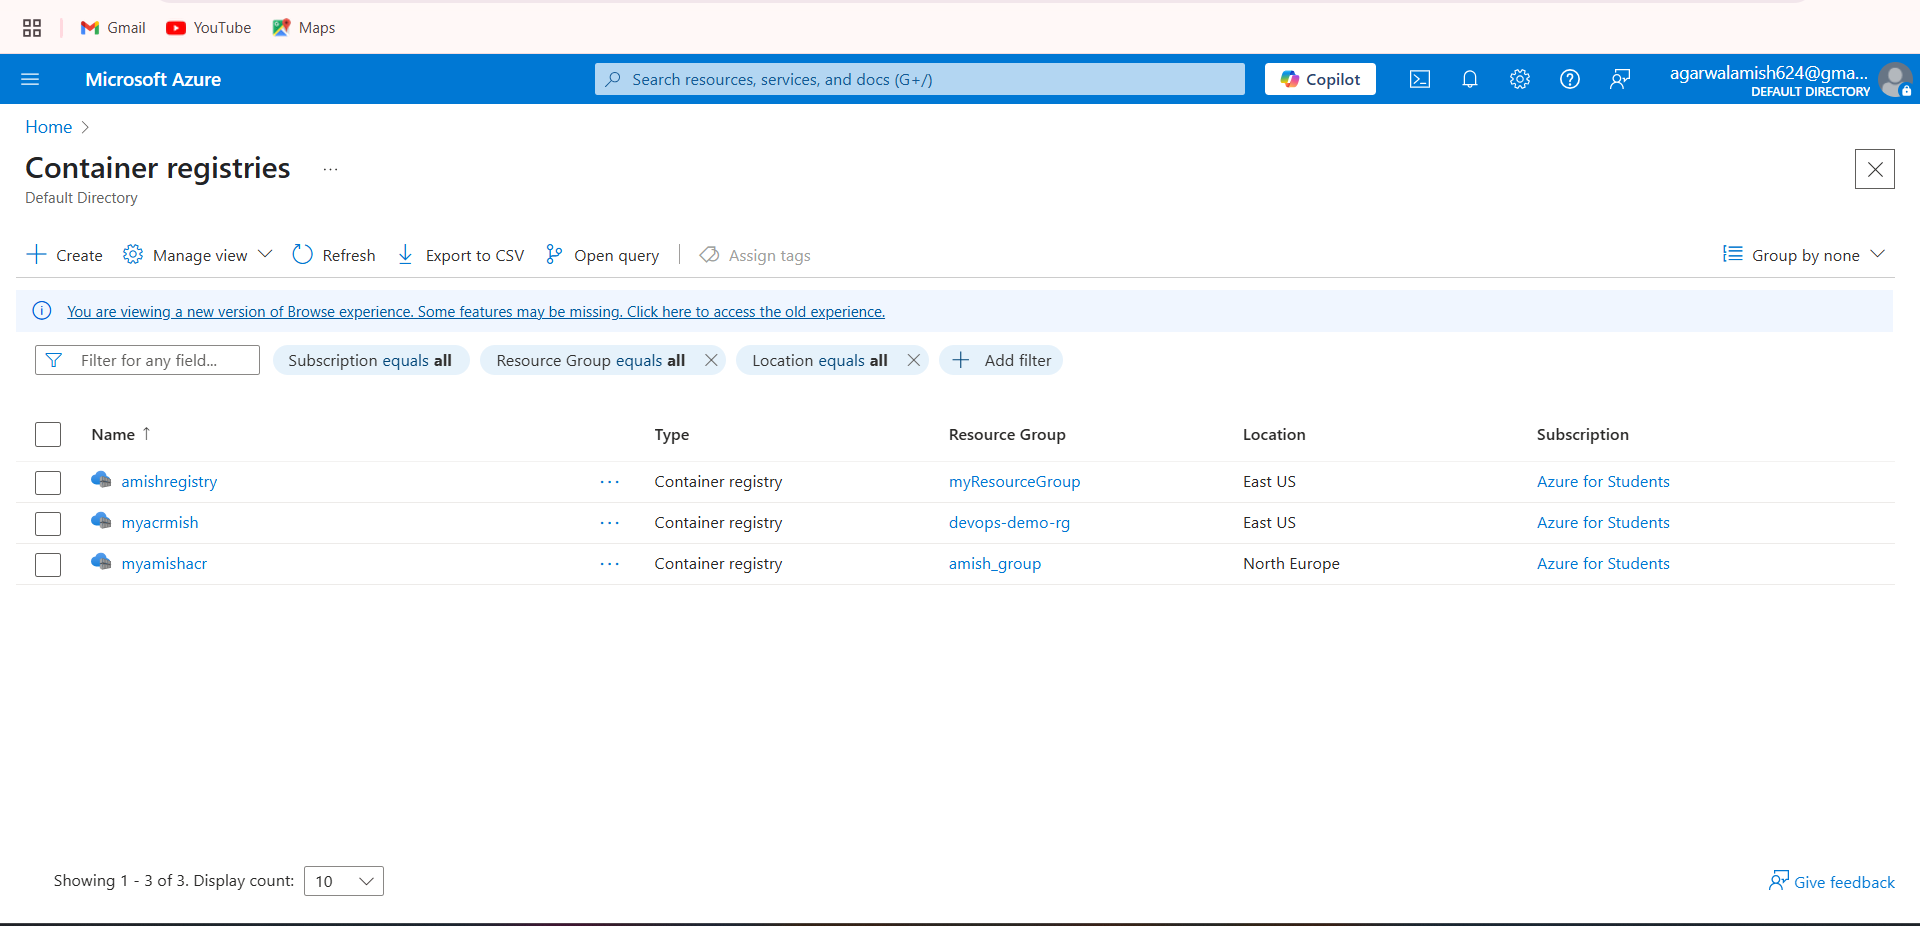 Gmail YouTube Maps
Microsoft Azure Search resources, services, and docs (G+/) Copilot agarwalamish624@gma...
DEFAULT DIRECTORY
Home
Container registries ...
Default Directory
Create Manage view Refresh Export to CSV Open query Assign tags Group by none
You are viewing a new version of Browse experience. Some features may be missing. Click here to access the old experience.
Filter for any field... Subscription equals all Resource Group equals all Location equals all Add filter
Name ↑ Type Resource Group Location Subscription
amishregistry ... Container registry myResourceGroup East US Azure for Students
myacrmish ... Container registry devops-demo-rg East US Azure for Students
myamishacr ... Container registry amish_group North Europe Azure for Students
Showing 1 - 3 of 3. Display count: 10 Give feedback